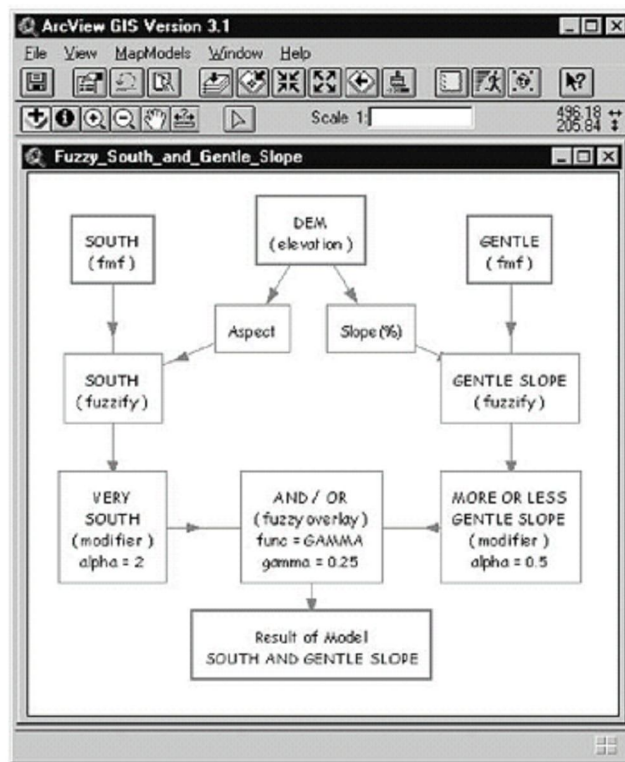 ArcView GIS Version 3.1
File View MapModels Window Help
Scale 1:
496.18
205.84
Fuzzy_South_and_Gentle_Slope
SOUTH
(fmf)
DEM
(elevation)
GENTLE
(fmf)
Aspect
Slope(%)
SOUTH
(fuzzify)
GENTLE SLOPE
(fuzzify)
VERY
SOUTH
(modifier)
alpha = 2
AND / OR
(fuzzy overlay)
func = GAMMA
gamma = 0.25
MORE OR LESS
GENTLE SLOPE
(modifier)
alpha = 0.5
Result of Model
SOUTH AND GENTLE SLOPE